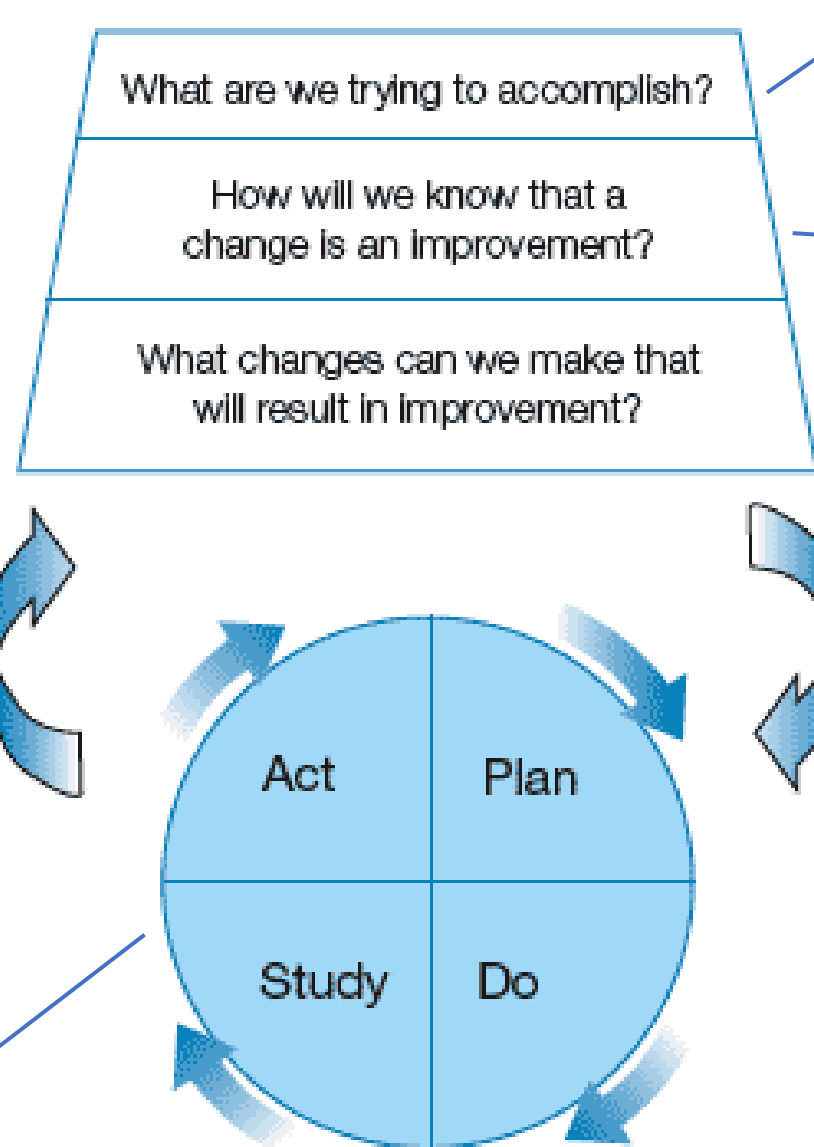 What are we trying to accomplish?
How will we know that a
change is an improvement?
What changes can we make that
will result in improvement?
Act
Plan
Study
Do